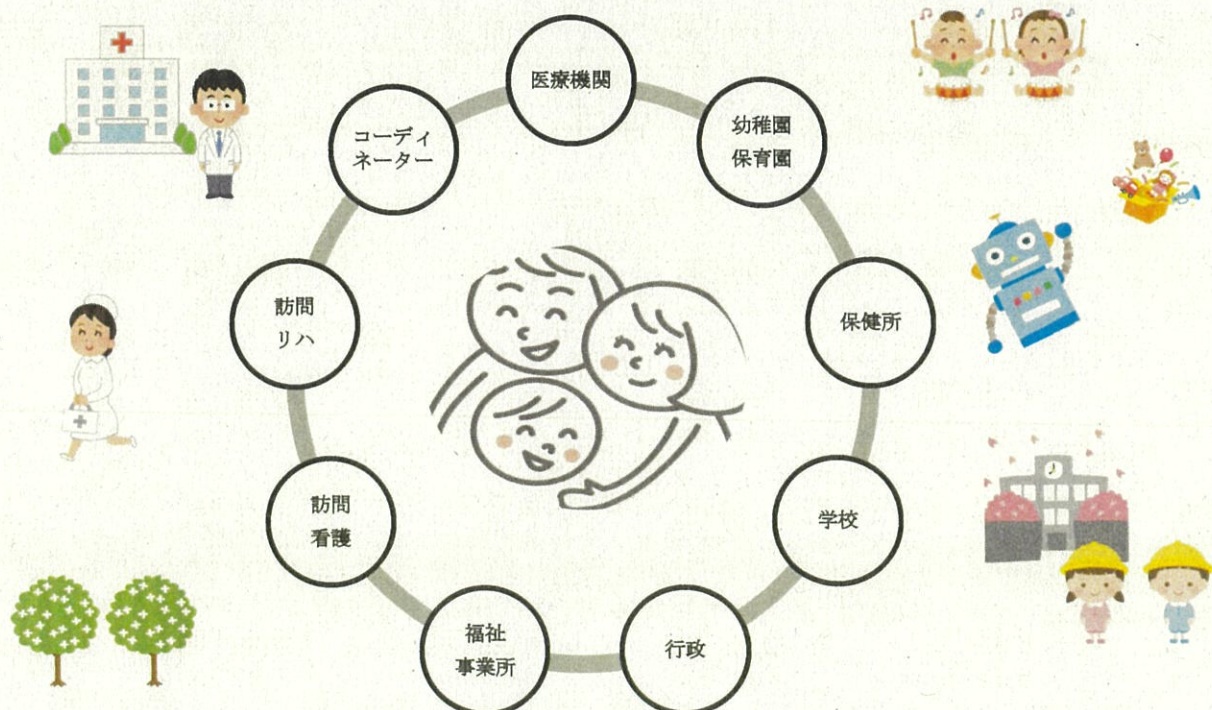 医療機関
幼稚園
保育園
保健所
学校
行政
福祉
事業所
訪問
看護
訪問
リハ
コーディ
ネーター